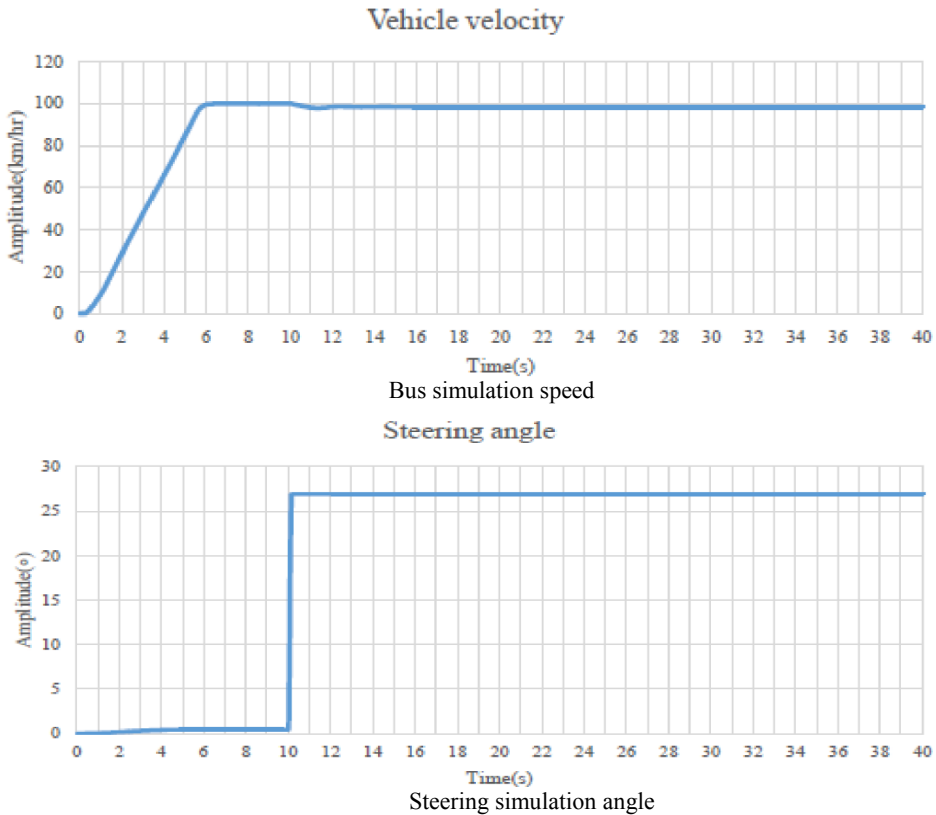 Vehicle velocity
120
100
80
60
40
20
0
Amplitude(km/hr)
0 2 4 6 8 10 12 14 16 18 20 22 24 26 28 30 32 34 36 38 40
Time(s)
Bus simulation speed
Steering angle
30
25
20
15
10
5
0
Amplitude(°)
0 2 4 6 8 10 12 14 16 18 20 22 24 26 28 30 32 34 36 38 40
Time(s)
Steering simulation angle